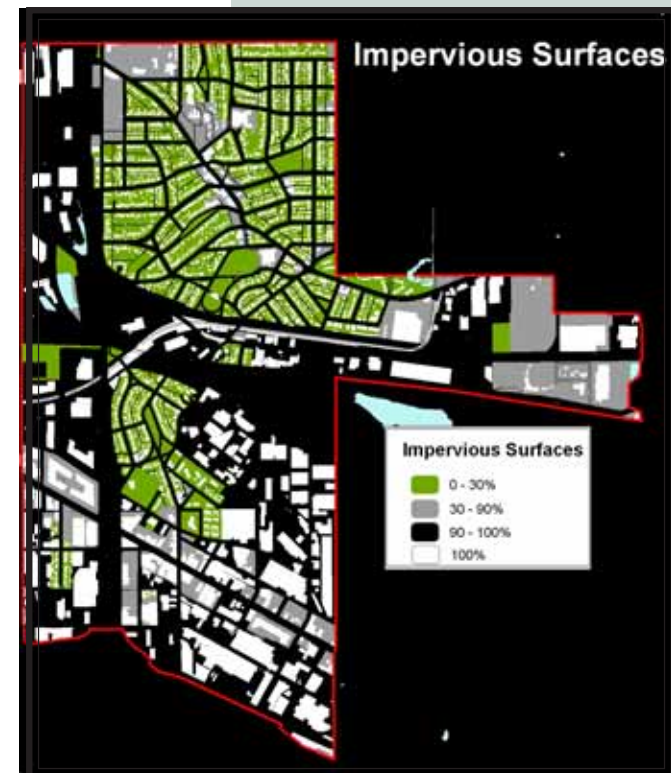 Impervious Surfaces
Impervious Surfaces
0 - 30%
30 - 90%
90 - 100%
100%